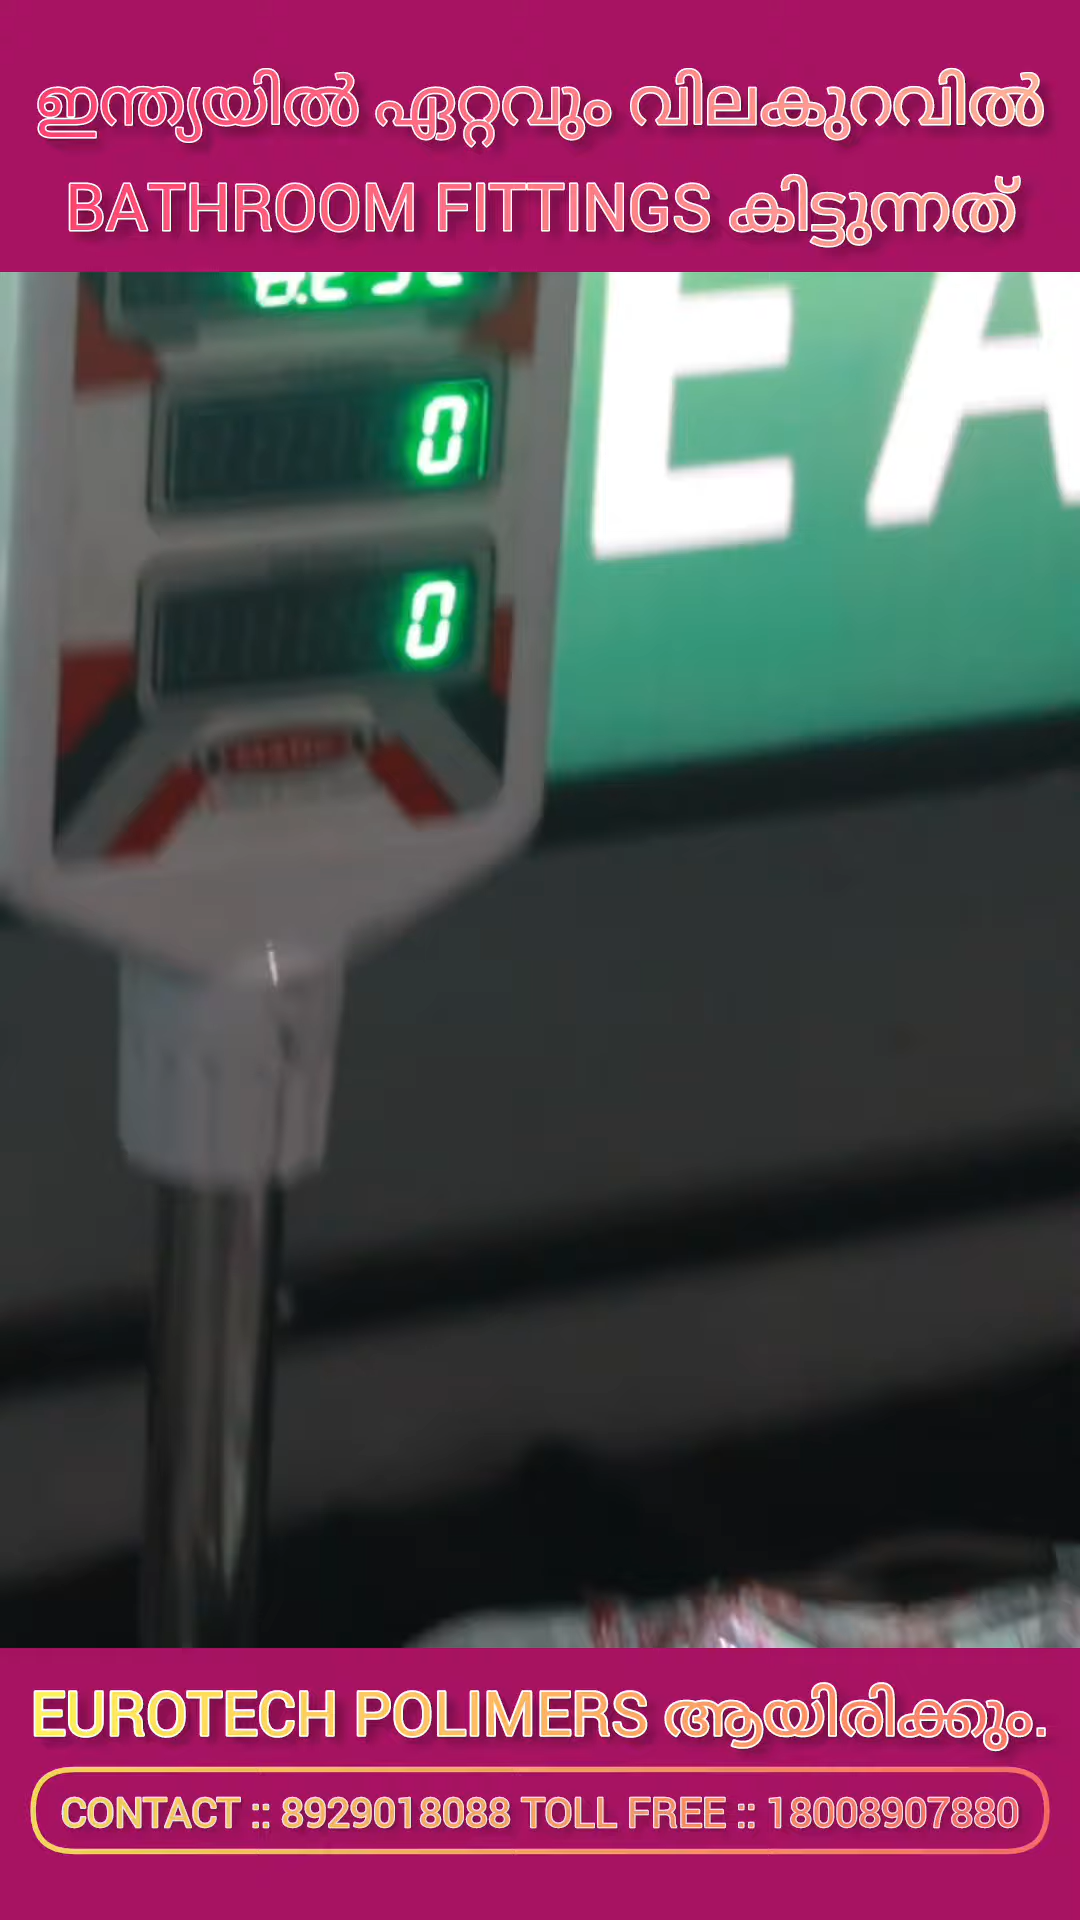 ഇന്ത്യയിൽ ഏറ്റവും വിലകുറവിൽ
BATHROOM FITTINGS കിട്ടുന്നത്
0
0
EA
EUROTECH POLIMERS ആയിരിക്കും.
CONTACT :: 8929018088 TOLL FREE :: 18008907880